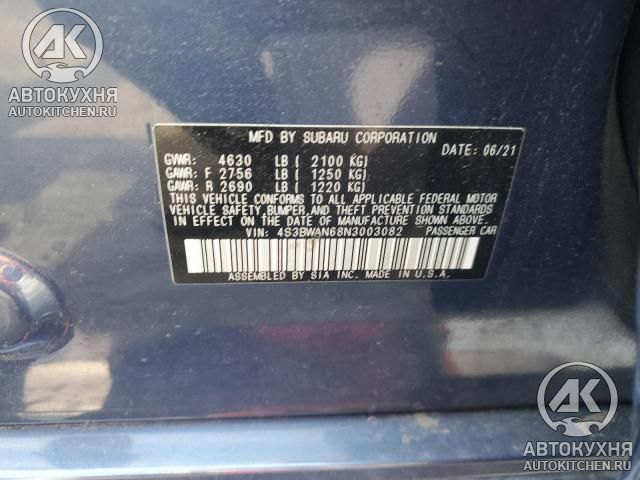 AK
АВТОКУХНЯ
AUTOKITCHEN.RU
MFD BY SUBARU CORPORATION
DATE: 06/21
GVWR: 4630 LB ( 2100 KG)
GAWR: F 2756 LB ( 1250 KG)
GAWR: R 2690 LB ( 1220 KG)
THIS VEHICLE CONFORMS TO ALL APPLICABLE FEDERAL MOTOR
VEHICLE SAFETY,BUMPER,AND THEFT PREVENTION STANDARDS
IN EFFECT ON THE DATE OF MANUFACTURE SHOWN ABOVE.
VIN: 4S3BWAN68N3003082 PASSENGER CAR
ASSEMBLED BY SIA INC. MADE IN U.S.A.
AK
АВТОКУХНЯ
AUTOKITCHEN.RU